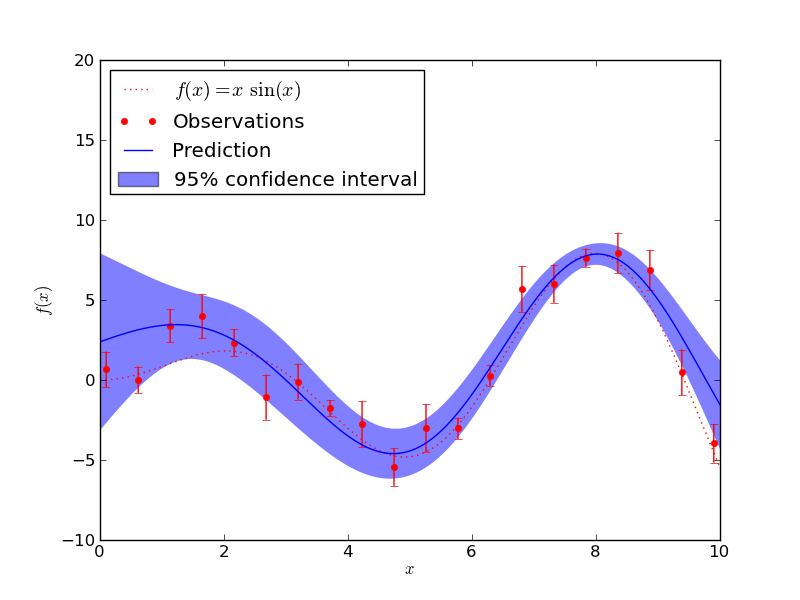 20
15
10
5
0
−5
−10
f(x) = x sin(x)
Observations
Prediction
95% confidence interval
f(x)
0 2 4 6 8 10
x